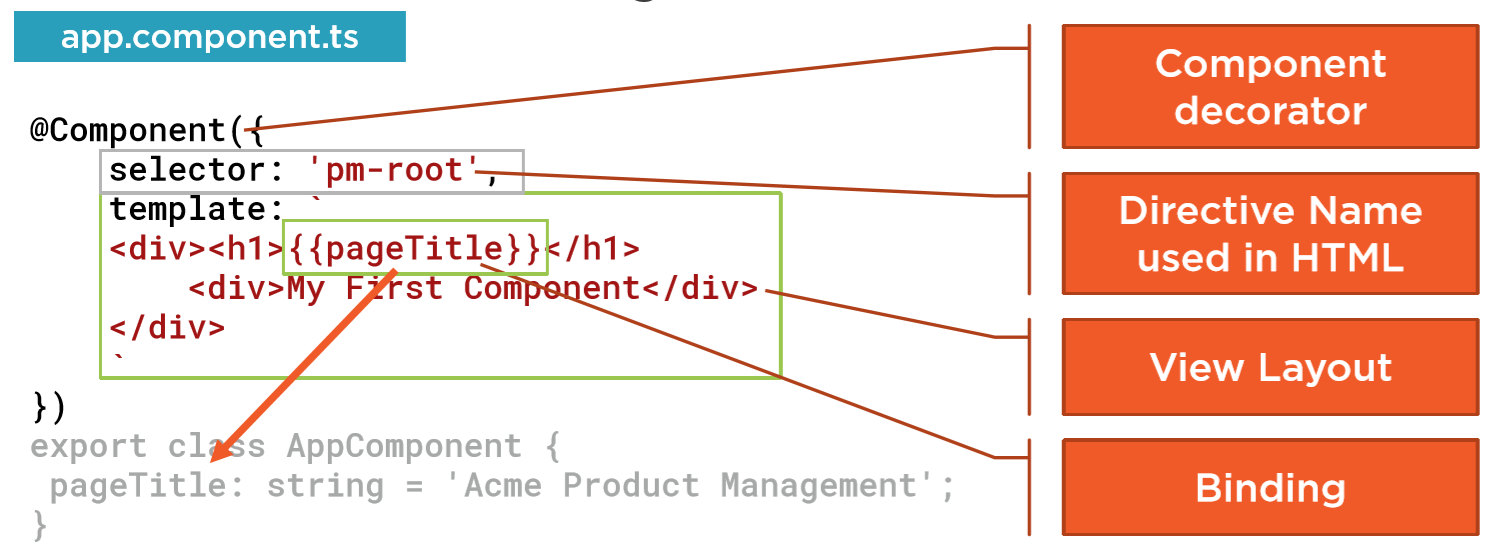 app.component.ts
@Component({
selector: 'pm-root',
template: `
<div><h1>{{pageTitle}}</h1>
<div>My First Component</div>
</div>
`
})
export class AppComponent {
pageTitle: string = 'Acme Product Management';
}
Component
decorator
Directive Name
used in HTML
View Layout
Binding